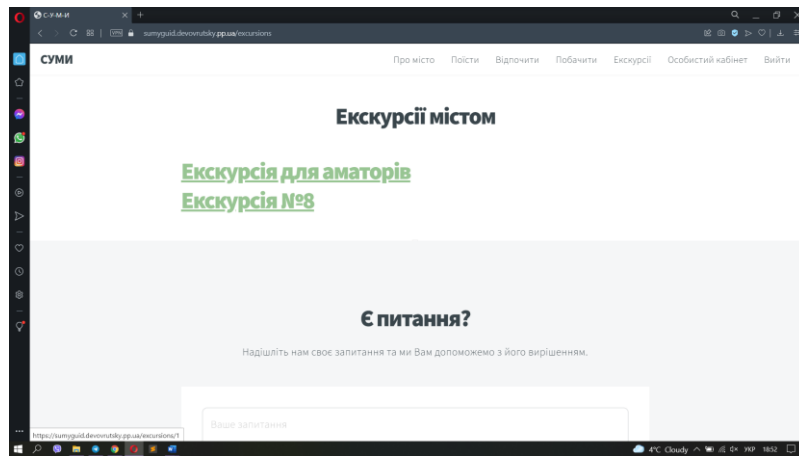 С-У-М-И
VPN
sumyguid.devovrutsky.pp.ua/excursions
СУМИ
Про місто Поїсти Відпочити Побачити Екскурсії Особистий кабінет Вийти
Екскурсії містом
Екскурсія для аматорів
Екскурсія №8
Є питання?
Надішліть нам своє запитання та ми Вам допоможемо з його вирішенням.
Ваше запитання
https://sumyguid.devovrutsky.pp.ua/excursions/1
4°C Cloudy УКР 18:52